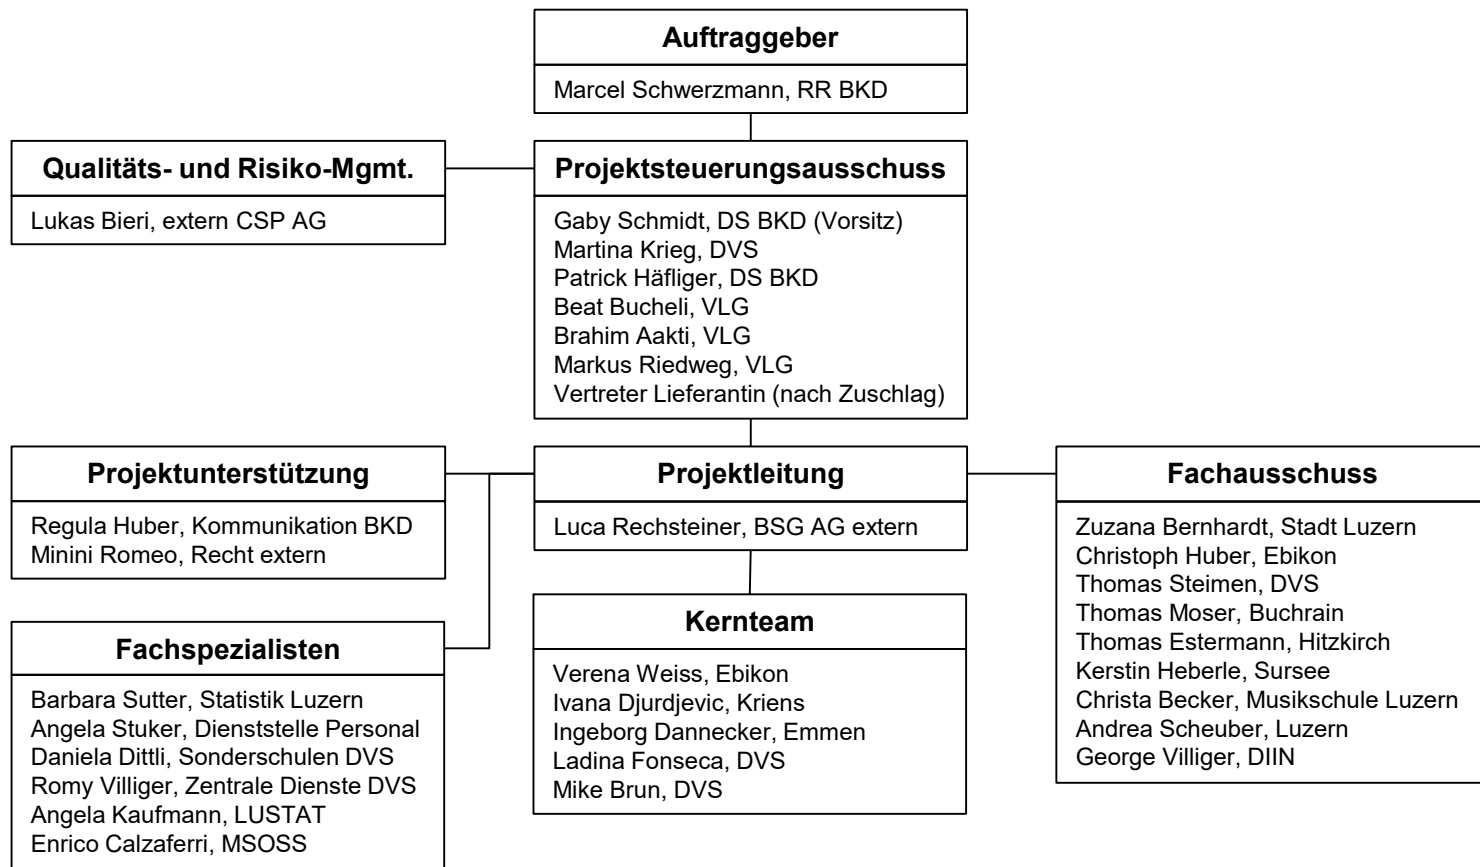 Auftraggeber
Marcel Schwerzmann, RR BKD
Qualitäts- und Risiko-Mgmt.
Lukas Bieri, extern CSP AG
Projektsteuerungsausschuss
Gaby Schmidt, DS BKD (Vorsitz)
Martina Krieg, DVS
Patrick Häfliger, DS BKD
Beat Bucheli, VLG
Brahim Aakti, VLG
Markus Riedweg, VLG
Vertreter Lieferantin (nach Zuschlag)
Projektunterstützung
Regula Huber, Kommunikation BKD
Minini Romeo, Recht extern
Projektleitung
Luca Rechsteiner, BSG AG extern
Fachausschuss
Zuzana Bernhardt, Stadt Luzern
Christoph Huber, Ebikon
Thomas Steimen, DVS
Thomas Moser, Buchrain
Thomas Estermann, Hitzkirch
Kerstin Heberle, Sursee
Christa Becker, Musikschule Luzern
Andrea Scheuber, Luzern
George Villiger, DIIN
Fachspezialisten
Barbara Sutter, Statistik Luzern
Angela Stuker, Dienststelle Personal
Daniela Dittli, Sonderschulen DVS
Romy Villiger, Zentrale Dienste DVS
Angela Kaufmann, LUSTAT
Enrico Calzaferri, MSOSS
Kernteam
Verena Weiss, Ebikon
Ivana Djurdjevic, Kriens
Ingeborg Dannecker, Emmen
Ladina Fonseca, DVS
Mike Brun, DVS